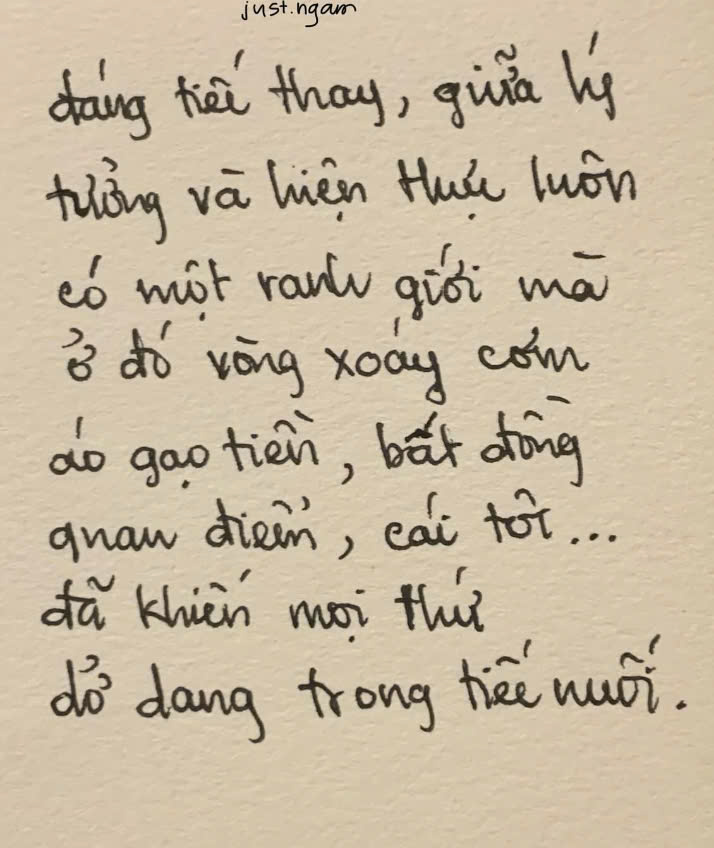 just.ngam
đáng tiếc thay, giữa lý
tưởng và hiện thực luôn
có một ranh giới mà
ở đó vòng xoáy cơm
áo gạo tiền, bất đồng
quan điểm, cái tôi...
đã khiến mọi thứ
dở dang trong tiếc nuối.